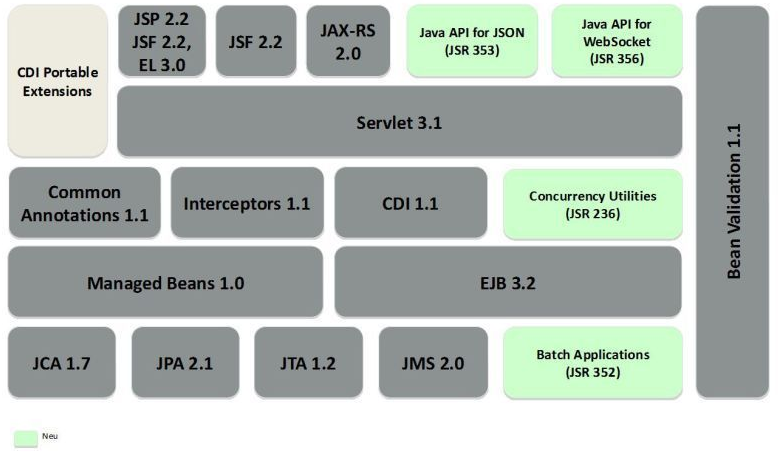 CDI Portable
Extensions
JSP 2.2
JSF 2.2,
EL 3.0
JSF 2.2
JAX-RS
2.0
Java API for JSON
(JSR 353)
Java API for
WebSocket
(JSR 356)
Bean Validation 1.1
Servlet 3.1
Common
Annotations 1.1
Interceptors 1.1
CDI 1.1
Concurrency Utilities
(JSR 236)
Managed Beans 1.0
EJB 3.2
JCA 1.7
JPA 2.1
JTA 1.2
JMS 2.0
Batch Applications
(JSR 352)
Neu